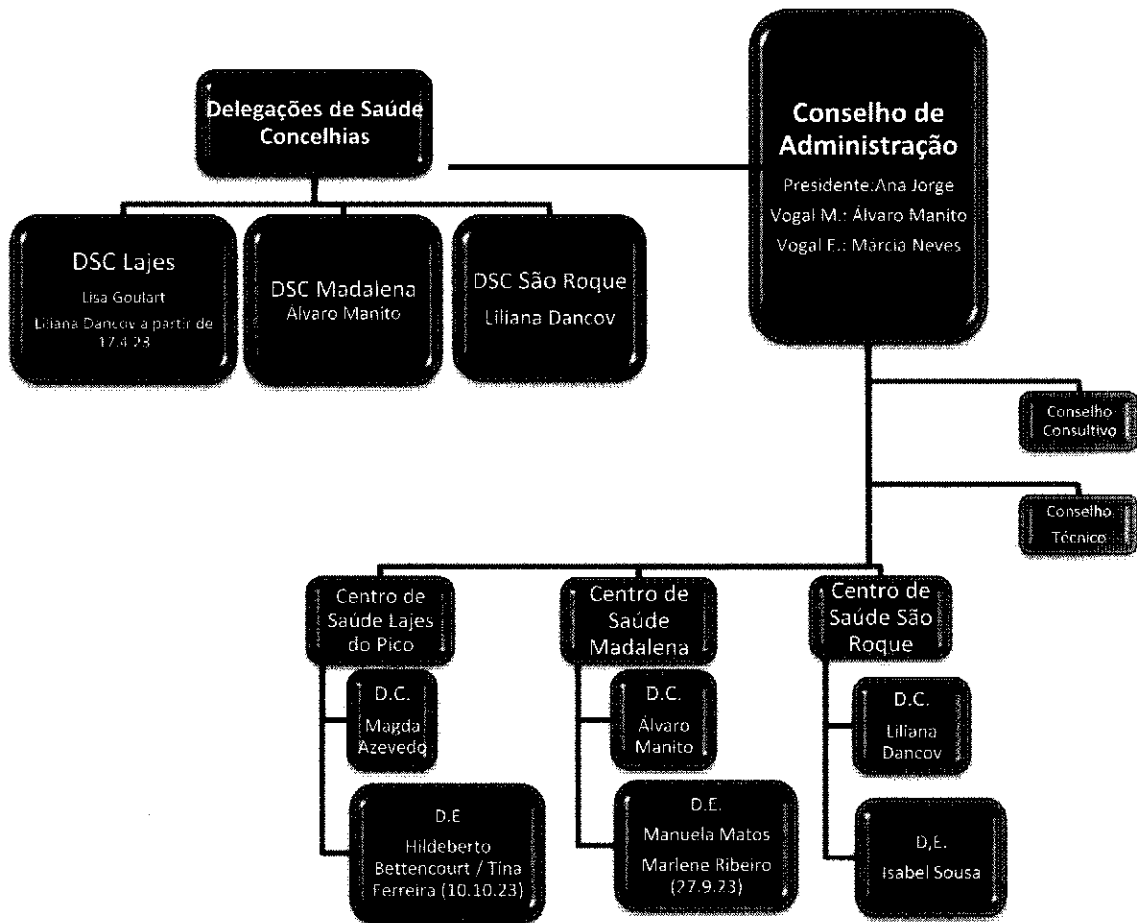 Delegações de Saúde
Concelhias
Conselho de
Administração
Presidente:Ana Jorge
Vogal M.: Álvaro Manito
Vogal E.: Márcia Neves
DSC Lajes
Lisa Goulart
Liliana Dancov a partir de
17.4.23
DSC Madalena
Álvaro Manito
DSC São Roque
Liliana Dancov
Conselho
Consultivo
Conselho
Técnico
Centro de
Saúde Lajes
do Pico
Centro de
Saúde
Madalena
Centro de
Saúde São
Roque
D.C.
Magda
Azevedo
D.C.
Álvaro
Manito
D.C.
Liliana
Dancov
D.E
Hildeberto
Bettencourt / Tina
Ferreira (10.10.23)
D.E.
Manuela Matos
Marlene Ribeiro
(27.9.23)
D,E.
Isabel Sousa